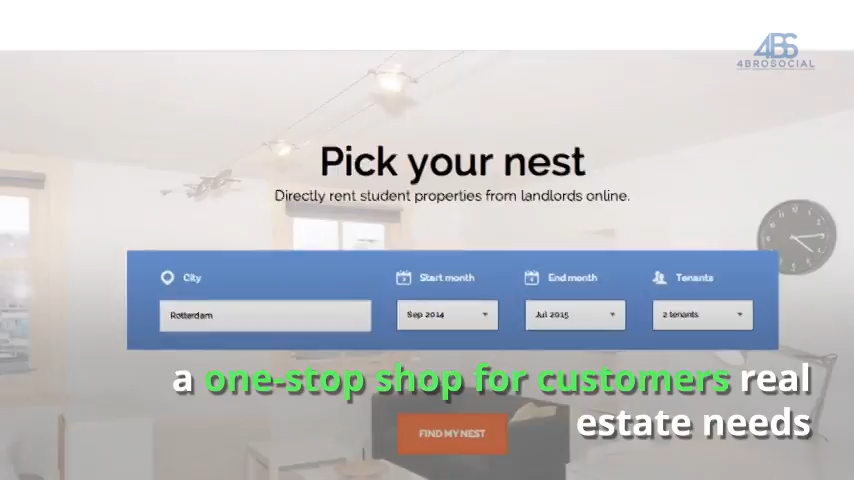 4BS
4BROSOCIAL
Pick your nest
Directly rent student properties from landlords online.
City
Start month
End month
Tenants
Rotterdam
Sep 2014
Jul 2015
2 tenants
a one-stop shop for customers real
estate needs
FIND MY NEST